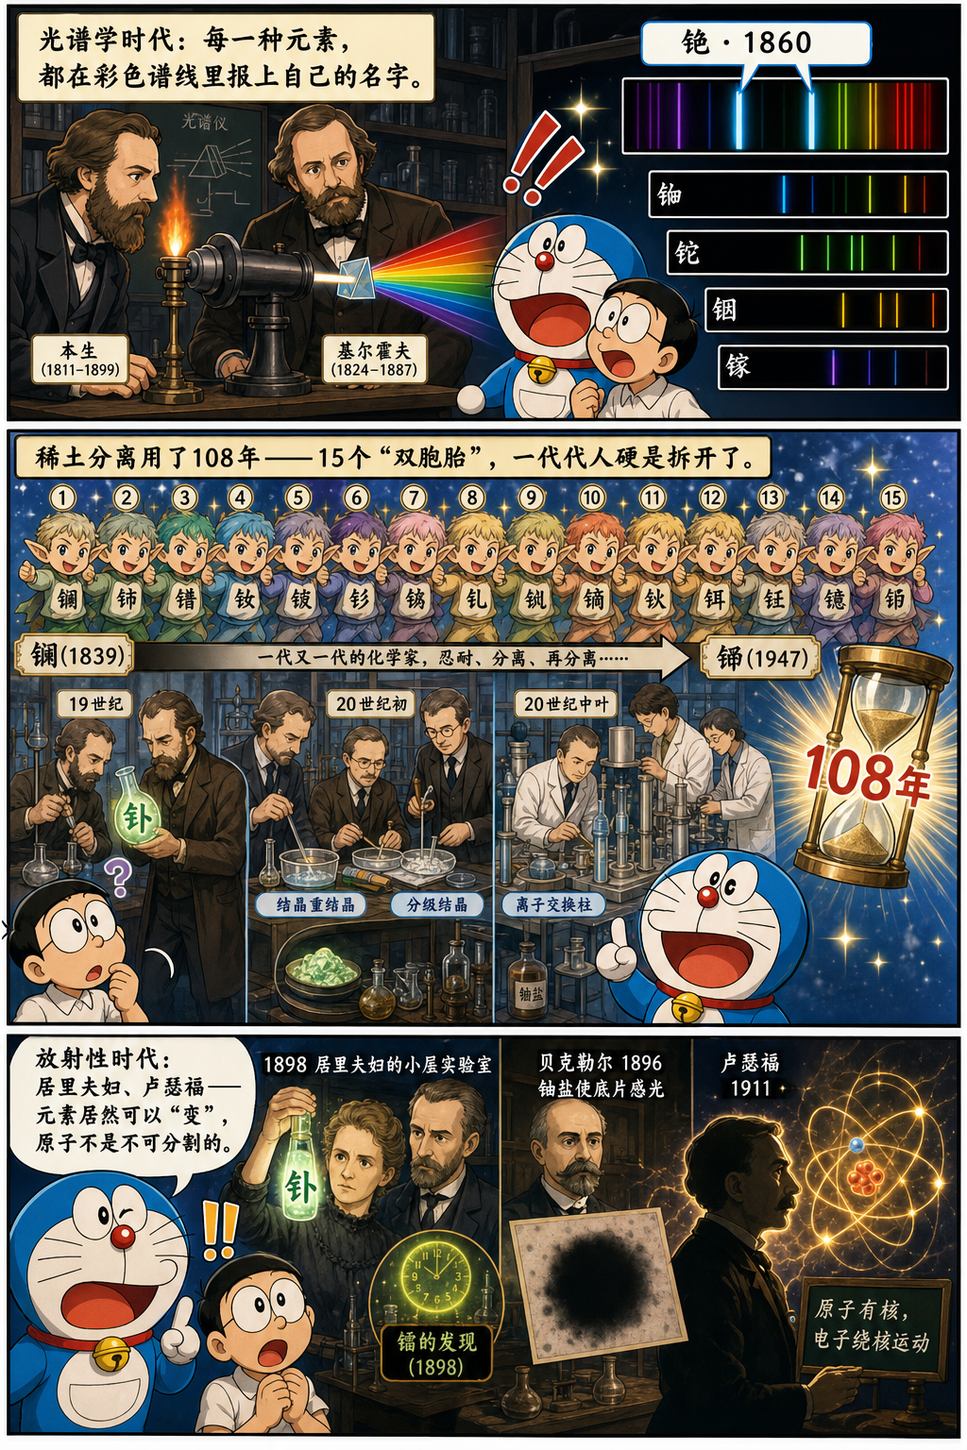 光谱学时代：每一种元素，
都在彩色谱线里报上自己的名字。
光谱仪
本生
(1811–1899)
基尔霍夫
(1824–1887)
铯 · 1860
铀
铊
铟
镓
稀土分离用了108年——15个“双胞胎”，一代代人硬是拆开了。
① ② ③ ④ ⑤ ⑥ ⑦ ⑧ ⑨ ⑩ ⑪ ⑫ ⑬ ⑭ ⑮
镧 铈 镨 钕 铍 钨 钆 镝 钬 铒
镧(1839)
一代又一代的化学家，忍耐、分离、再分离……
(1947)
19世纪
钋
?
20世纪初
结晶重结晶
分级结晶
20世纪中叶
离子交换柱
铀盐
108年
放射性时代：
居里夫妇、卢瑟福——
元素居然可以“变”，
原子不是不可分割的。
1898 居里夫妇的小层实验室
钋
镭的发现
(1898)
贝克勒尔 1896
铀盐使底片感光
卢瑟福
1911
原子有核，
电子绕核运动